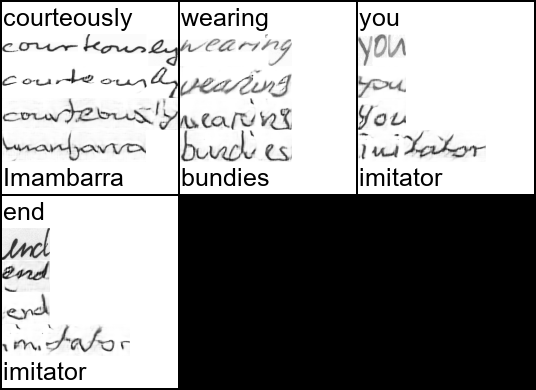 courteously wearing you
courteously wearing you
courteously wearing you
courteously wearing you
Imambarra bundies imitator
Imambarra bundies imitator
end
end
end
end
imitator
imitator